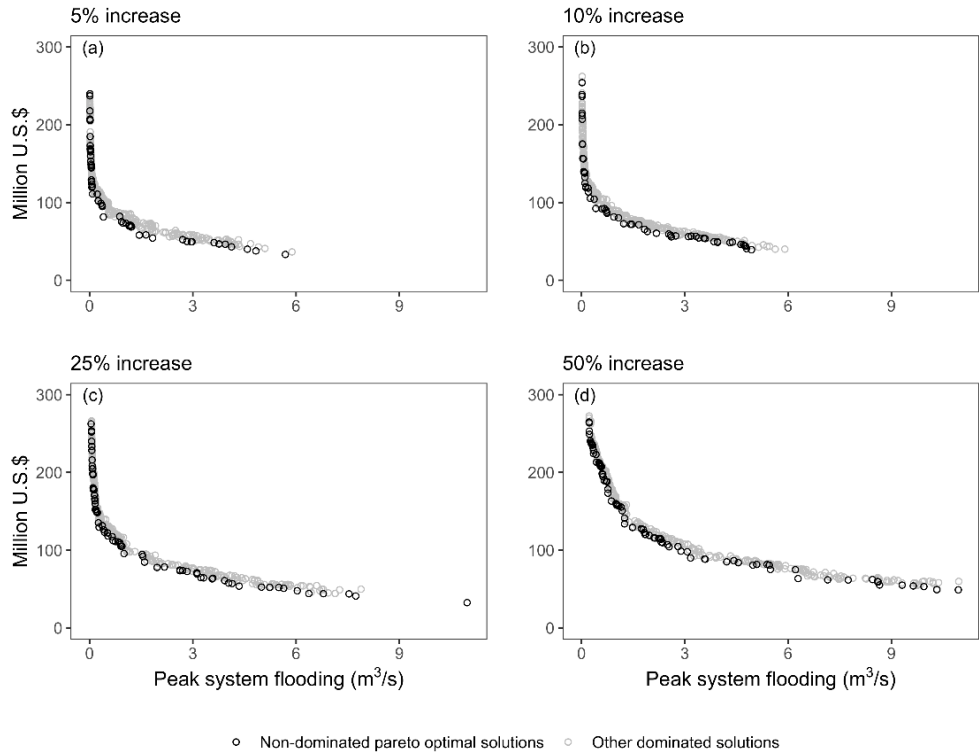 5% increase
10% increase
(a)
(b)
300
200
100
0
Million U.S.$
0 3 6 9
300
200
100
0
0 3 6 9
25% increase
50% increase
(c)
(d)
300
200
100
0
Million U.S.$
0 3 6 9
Peak system flooding (m³/s)
300
200
100
0
0 3 6 9
Peak system flooding (m³/s)
Non-dominated pareto optimal solutions
Other dominated solutions